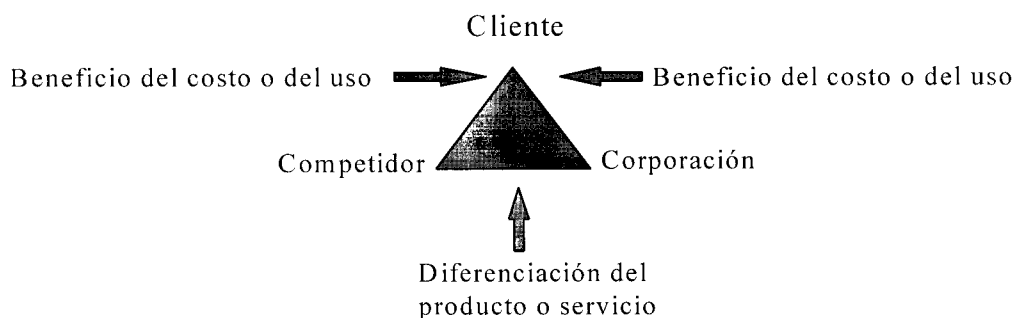 Cliente
Beneficio del costo o del uso
Beneficio del costo o del uso
Competidor
Corporación
Diferenciación del
producto o servicio